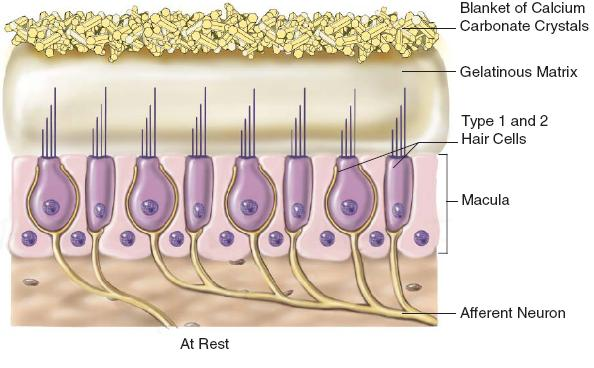 Blanket of Calcium
Carbonate Crystals
Gelatinous Matrix
Type 1 and 2
Hair Cells
Macula
Afferent Neuron
At Rest